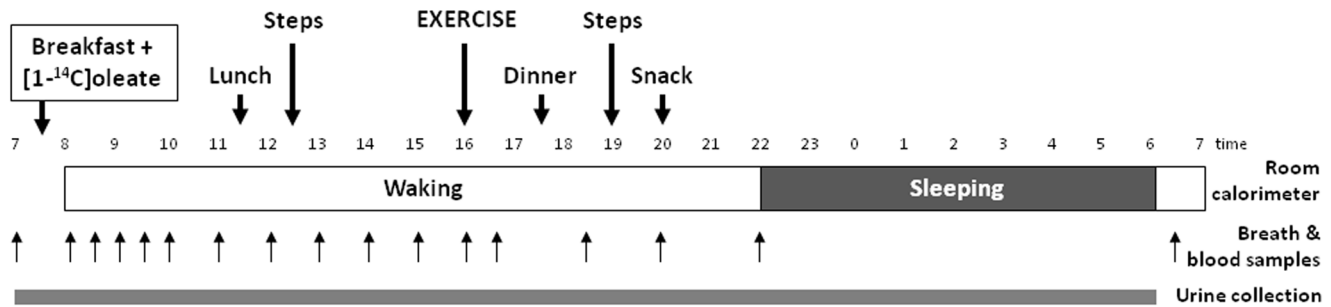 Steps EXERCISE Steps
Breakfast +
[1-¹⁴C]oleate
Lunch Dinner Snack
7 8 9 10 11 12 13 14 15 16 17 18 19 20 21 22 23 0 1 2 3 4 5 6 7 time
Waking Sleeping
Room
calorimeter
Breath &
blood samples
Urine collection